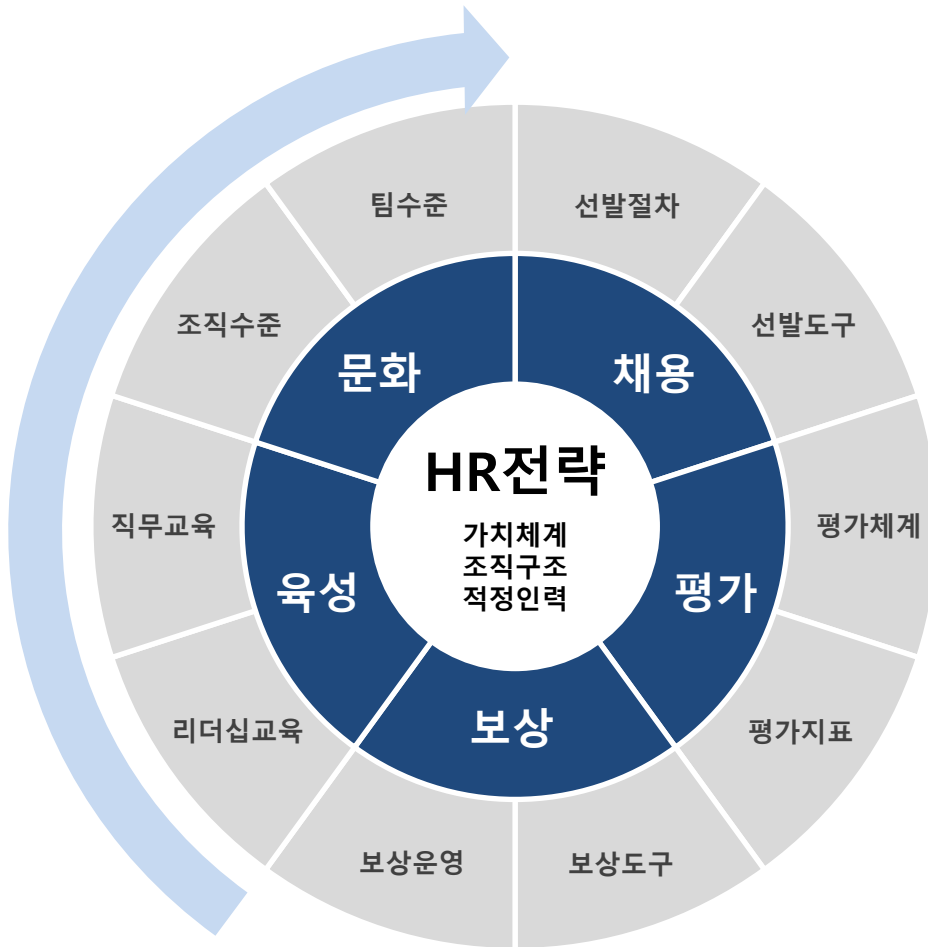 팀수준
선발절차
조직수준
선발도구
문화
채용
HR전략
가치체계
조직구조
적정인력
직무교육
평가체계
육성
평가
보상
리더십교육
평가지표
보상운영
보상도구